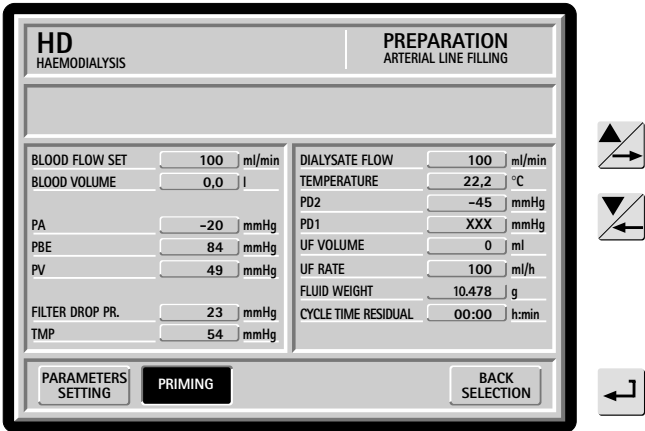 HD
HAEMODIALYSIS
PREPARATION
ARTERIAL LINE FILLING
BLOOD FLOW SET 100 ml/min
BLOOD VOLUME 0,0 l
PA -20 mmHg
PBE 84 mmHg
PV 49 mmHg
FILTER DROP PR. 23 mmHg
TMP 54 mmHg
DIALYSATE FLOW 100 ml/min
TEMPERATURE 22,2 °C
PD2 -45 mmHg
PD1 XXX mmHg
UF VOLUME 0 ml
UF RATE 100 ml/h
FLUID WEIGHT 10.478 g
CYCLE TIME RESIDUAL 00:00 h:min
PARAMETERS
SETTING
PRIMING
BACK
SELECTION